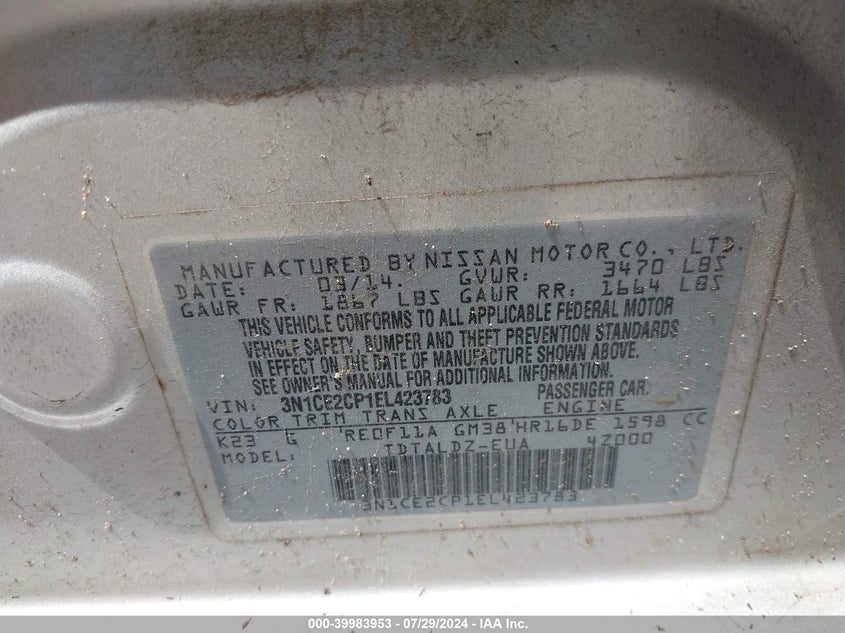 MANUFACTURED BY NISSAN MOTOR CO., LTD.
DATE: 03/14. GVWR: 3470 LBS
GAWR FR: 1867 LBS GAWR RR: 1664 LBS
THIS VEHICLE CONFORMS TO ALL APPLICABLE FEDERAL MOTOR
VEHICLE SAFETY, BUMPER AND THEFT PREVENTION STANDARDS
IN EFFECT ON THE DATE OF MANUFACTURE SHOWN ABOVE.
SEE OWNER'S MANUAL FOR ADDITIONAL INFORMATION.
VIN: 3N1CE2CP1EL423783 PASSENGER CAR.
COLOR TRIM TRANS AXLE ENGINE
K23 G RE0F11A GM38 HR16DE 1598 CC
MODEL: TDTALDZ-EUA 4Z000
3N1CE2CP1EL423783
000-39983953 - 07/29/2024 - IAA Inc.